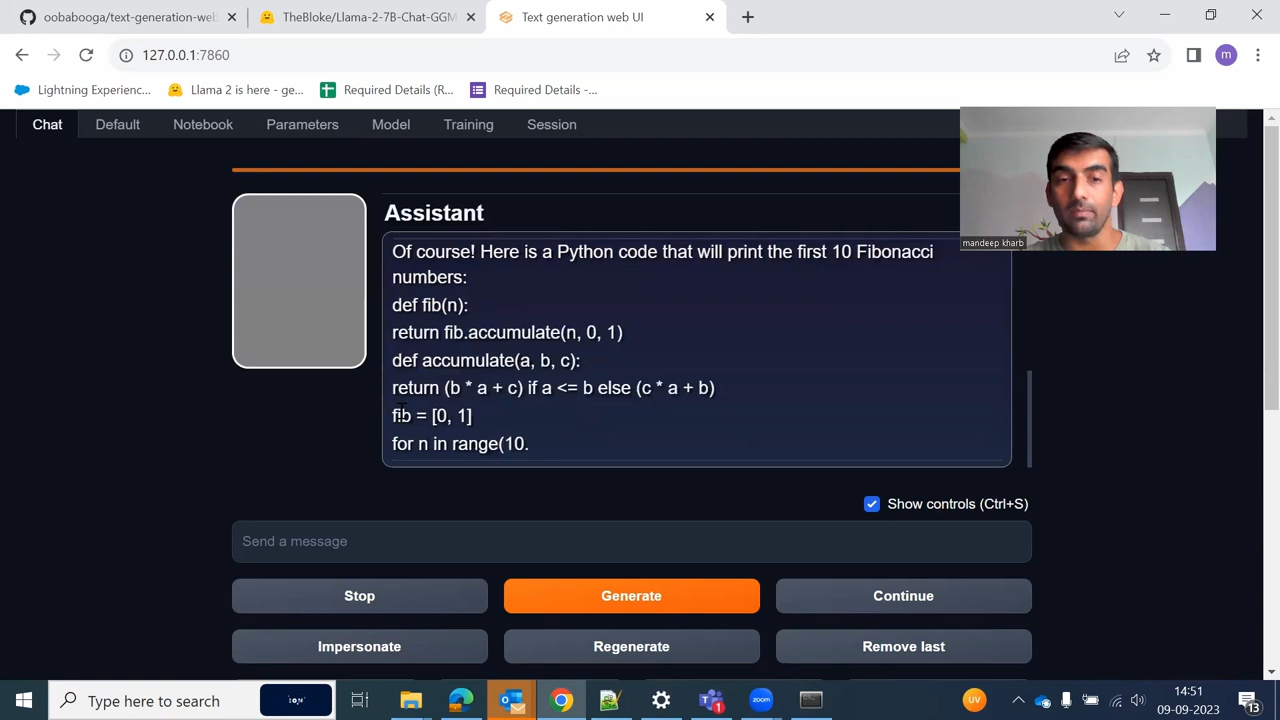 oobabooga/text-generation-web
TheBloke/Llama-2-7B-Chat-GGM
Text generation web UI
127.0.0.1:7860
m
Lightning Experienc...
Llama 2 is here - ge...
Required Details (R...
Required Details -...
Chat
Default
Notebook
Parameters
Model
Training
Session
mandeep kharb
Assistant
Of course! Here is a Python code that will print the first 10 Fibonacci
numbers:
def fib(n):
return fib.accumulate(n, 0, 1)
def accumulate(a, b, c):
return (b * a + c) if a <= b else (c * a + b)
fib = [0, 1]
for n in range(10.
Show controls (Ctrl+S)
Send a message
Stop
Generate
Continue
Impersonate
Regenerate
Remove last
Type here to search
UV
14:51
09-09-2023
1
13